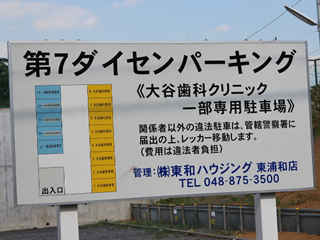 第7ダイセンパーキング
《大谷歯科クリニック
一部専用駐車場》
関係者以外の違法駐車は、管轄警察署に
届出の上、レッカー移動します。
(費用は違法者負担)
出入口
管理:㈱東和ハウジング 東浦和店
TEL 048-875-3500